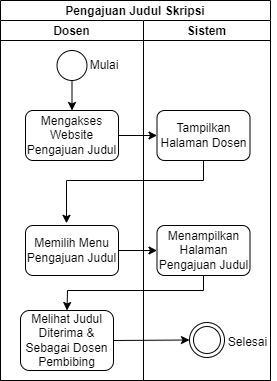 Pengajuan Judul Skripsi
Dosen
Sistem
Mulai
Mengakses
Website
Pengajuan Judul
Tampilkan
Halaman Dosen
Memilih Menu
Pengajuan Judul
Menampilkan
Halaman
Pengajuan Judul
Melihat Judul
Diterima &
Sebagai Dosen
Pembibing
Selesai